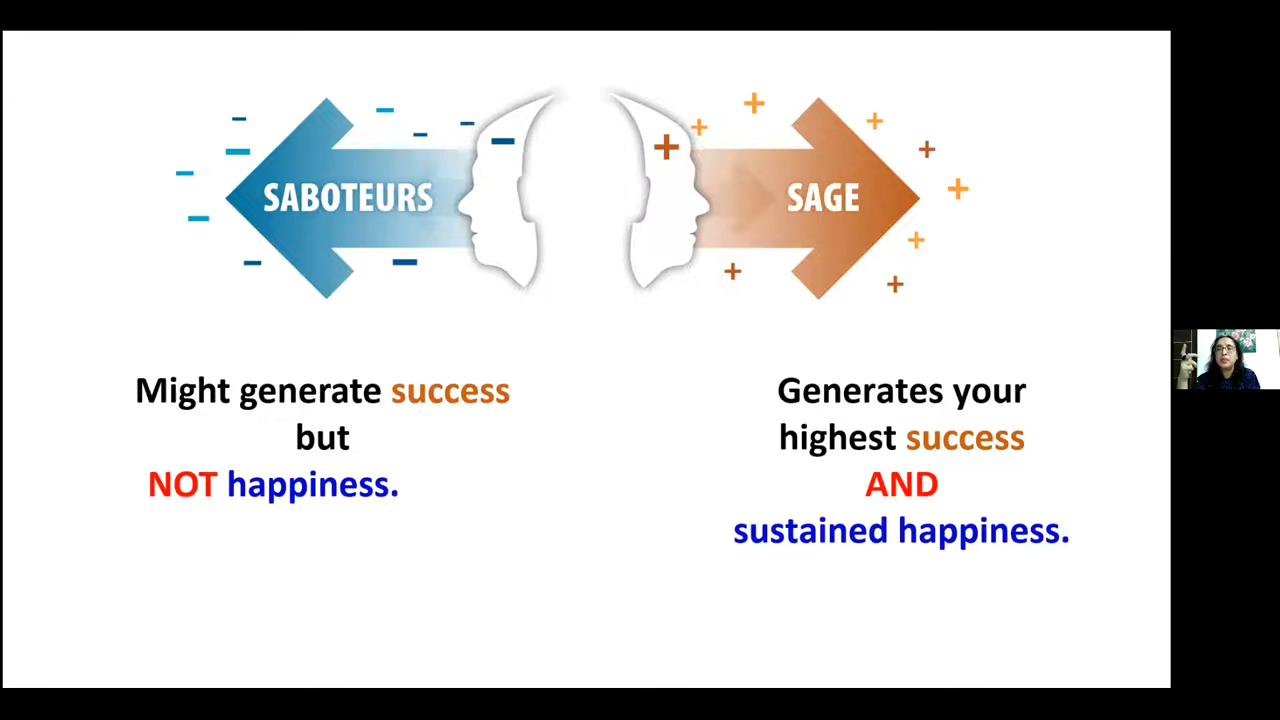 SABOTEURS
SAGE
Might generate success
but
NOT happiness.
Generates your
highest success
AND
sustained happiness.